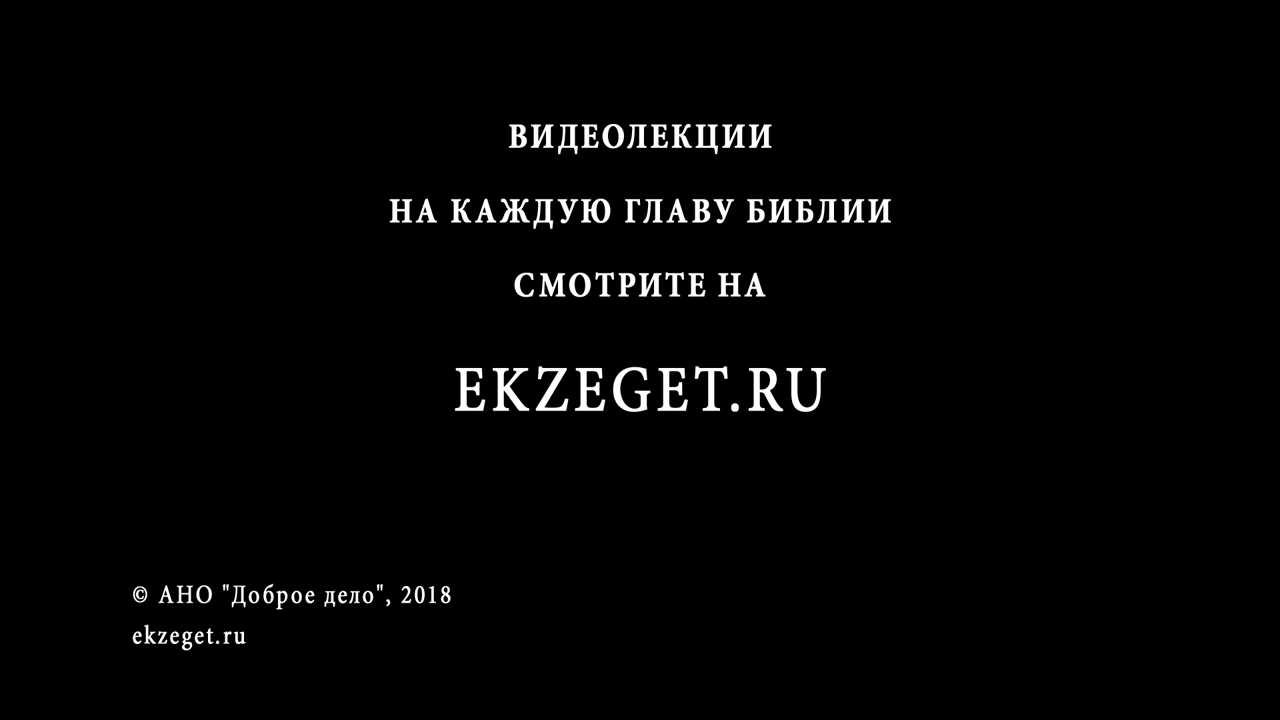 ВИДЕОЛЕКЦИИ
НА КАЖДУЮ ГЛАВУ БИБЛИИ
СМОТРИТЕ НА
EKZEGET.RU
© АНО "Доброе дело", 2018
ekzeget.ru